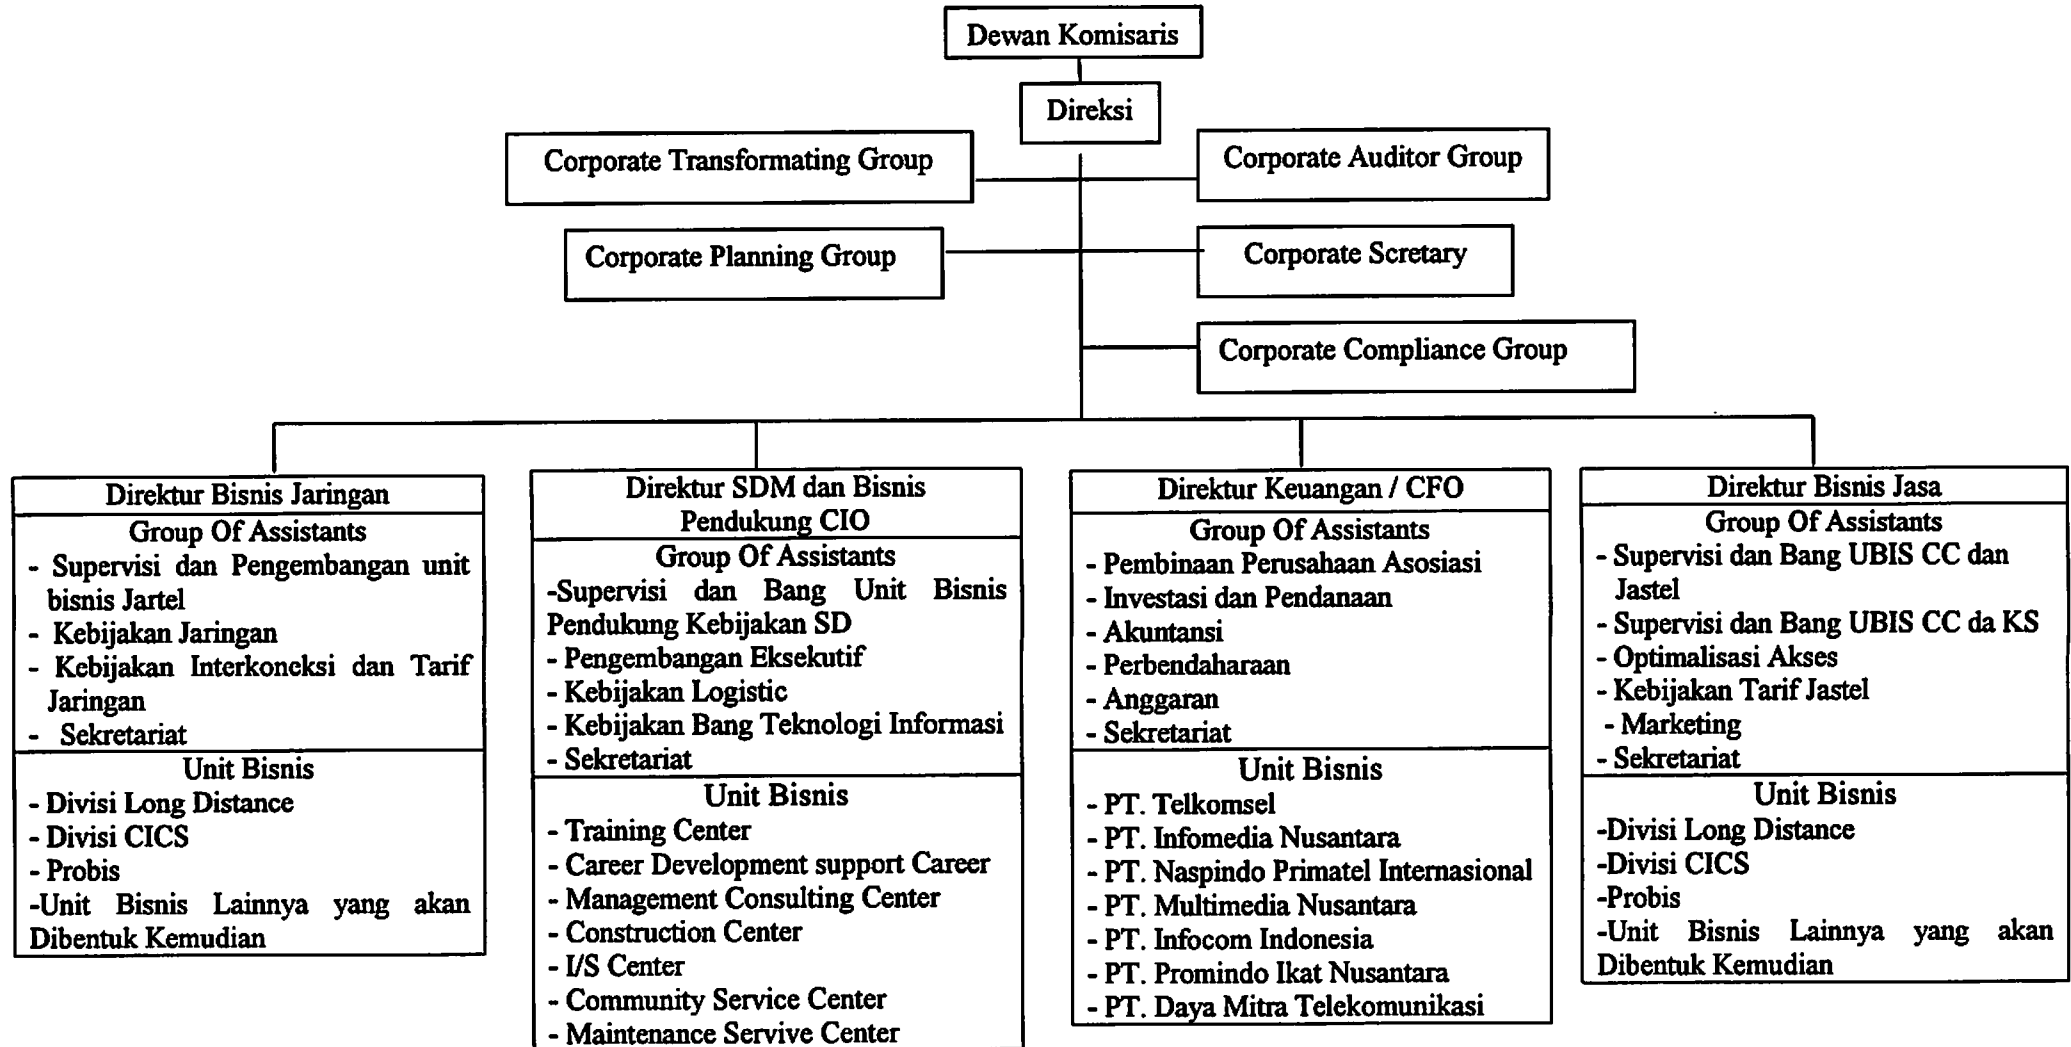 Dewan Komisaris
Direksi
Corporate Transformating Group
Corporate Auditor Group
Corporate Planning Group
Corporate Scretary
Corporate Compliance Group
Direktur Bisnis Jaringan
Group Of Assistants
- Supervisi dan Pengembangan unit
bisnis Jartel
- Kebijakan Jaringan
- Kebijakan Interkoneksi dan Tarif
Jaringan
- Sekretariat
Unit Bisnis
- Divisi Long Distance
- Divisi CICS
- Probis
-Unit Bisnis Lainnya yang akan
Dibentuk Kemudian
Direktur SDM dan Bisnis
Pendukung CIO
Group Of Assistants
-Supervisi dan Bang Unit Bisnis
Pendukung Kebijakan SD
- Pengembangan Eksekutif
- Kebijakan Logistic
- Kebijakan Bang Teknologi Informasi
- Sekretariat
Unit Bisnis
- Training Center
- Career Development support Career
- Management Consulting Center
- Construction Center
- I/S Center
- Community Service Center
- Maintenance Servive Center
Direktur Keuangan / CFO
Group Of Assistants
- Pembinaan Perusahaan Asosiasi
- Investasi dan Pendanaan
- Akuntansi
- Perbendaharaan
- Anggaran
- Sekretariat
Unit Bisnis
- PT. Telkomsel
- PT. Infomedia Nusantara
- PT. Naspindo Primatel Internasional
- PT. Multimedia Nusantara
- PT. Infocom Indonesia
- PT. Promindo Ikat Nusantara
- PT. Daya Mitra Telekomunikasi
Direktur Bisnis Jasa
Group Of Assistants
- Supervisi dan Bang UBIS CC dan
Jastel
- Supervisi dan Bang UBIS CC da KS
- Optimalisasi Akses
- Kebijakan Tarif Jastel
- Marketing
- Sekretariat
Unit Bisnis
-Divisi Long Distance
-Divisi CICS
-Probis
-Unit Bisnis Lainnya yang akan
Dibentuk Kemudian